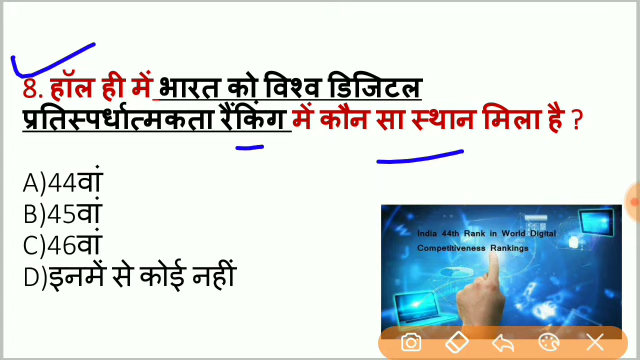 8. हॉल ही में भारत को विश्व डिजिटल
प्रतिस्पर्धात्मकता रैंकिंग में कौन सा स्थान मिला है ?
A)44वां
B)45वां
C)46वां
D)इनमें से कोई नहीं
India 44th Rank in World Digital
Competitiveness Rankings